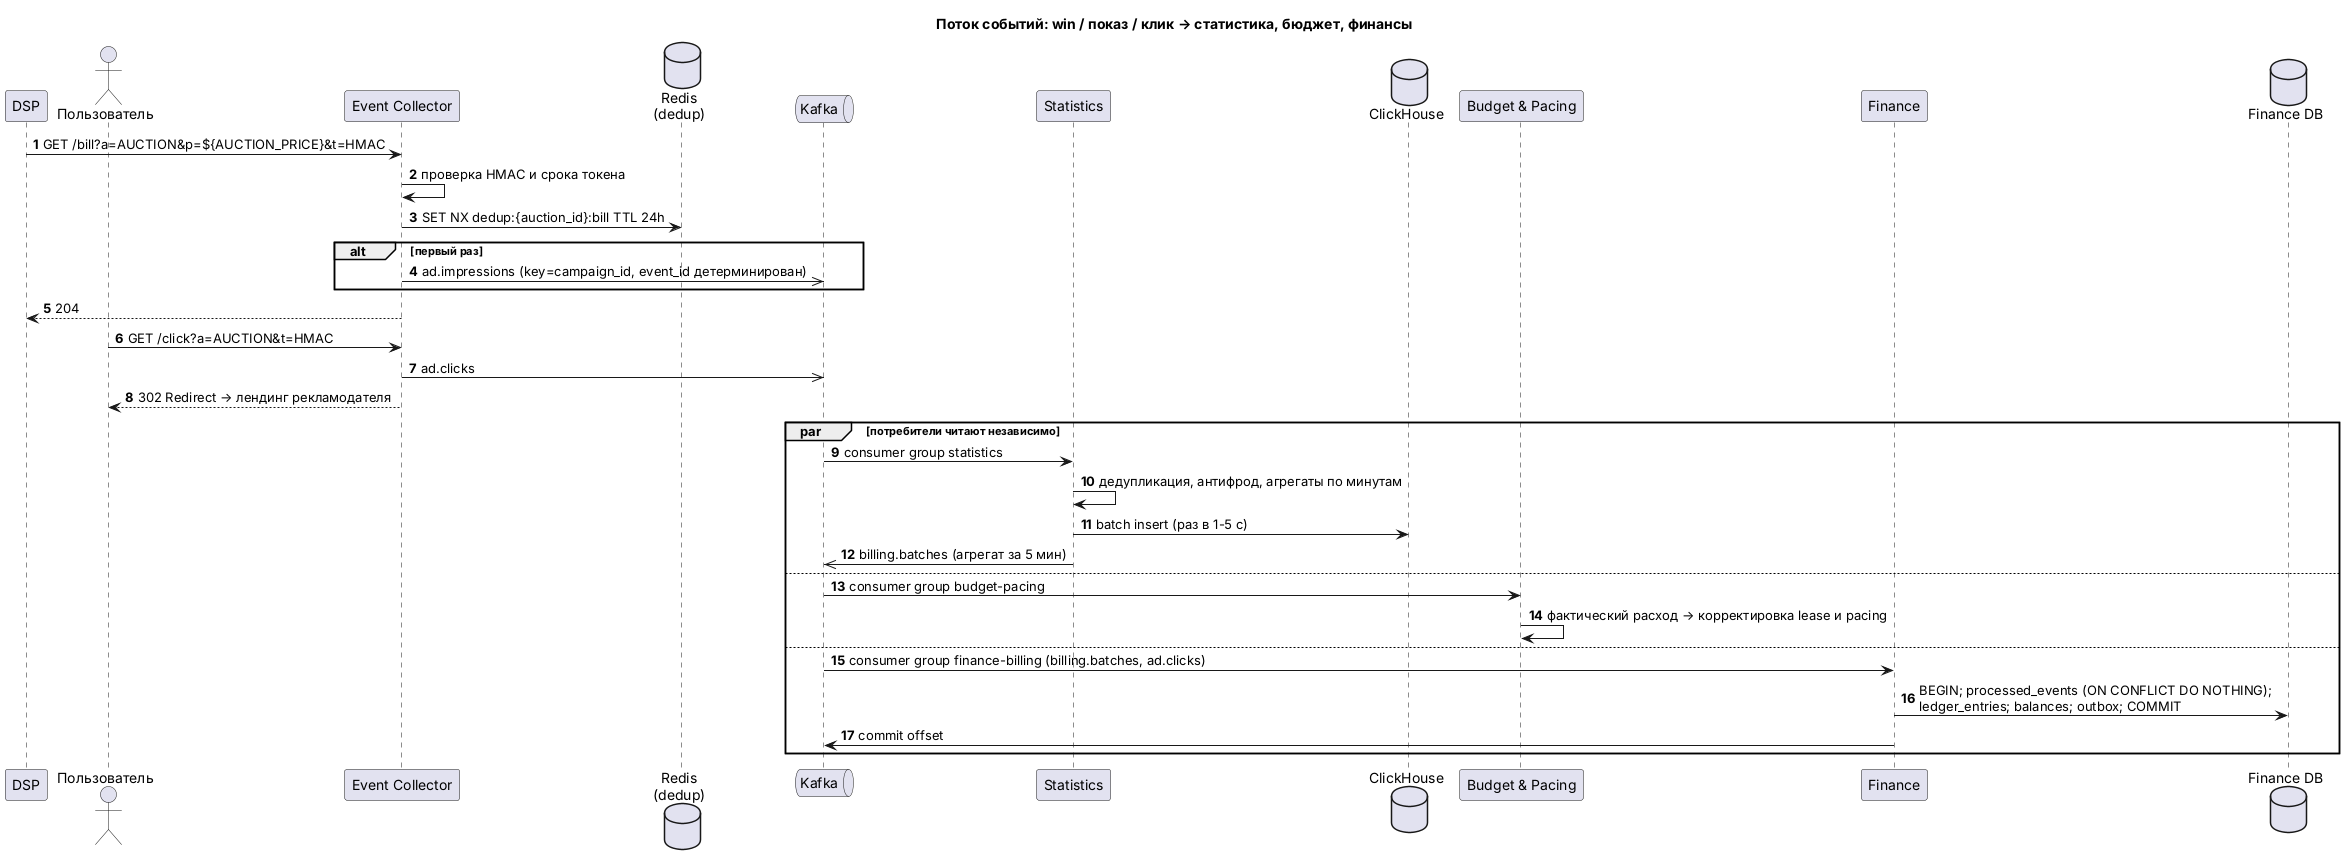 Поток событий: win / показ / клик → статистика, бюджет, финансы
DSP
Пользователь
Event Collector
Redis
(dedup)
Kafka
Statistics
ClickHouse
Budget & Pacing
Finance
Finance DB
1 GET /bill?a=AUCTION&p=${AUCTION_PRICE}&t=HMAC
2 проверка HMAC и срока токена
3 SET NX dedup:{auction_id}:bill TTL 24h
alt [первый раз]
4 ad.impressions (key=campaign_id, event_id детерминирован)
5 204
6 GET /click?a=AUCTION&t=HMAC
7 ad.clicks
8 302 Redirect → лендинг рекламодателя
par [потребители читают независимо]
9 consumer group statistics
10 дедупликация, антифрод, агрегаты по минутам
11 batch insert (раз в 1-5 с)
12 billing.batches (агрегат за 5 мин)
13 consumer group budget-pacing
14 фактический расход → корректировка lease и pacing
15 consumer group finance-billing (billing.batches, ad.clicks)
16 BEGIN; processed_events (ON CONFLICT DO NOTHING);
ledger_entries; balances; outbox; COMMIT
17 commit offset
DSP
Пользователь
Event Collector
Redis
(dedup)
Kafka
Statistics
ClickHouse
Budget & Pacing
Finance
Finance DB